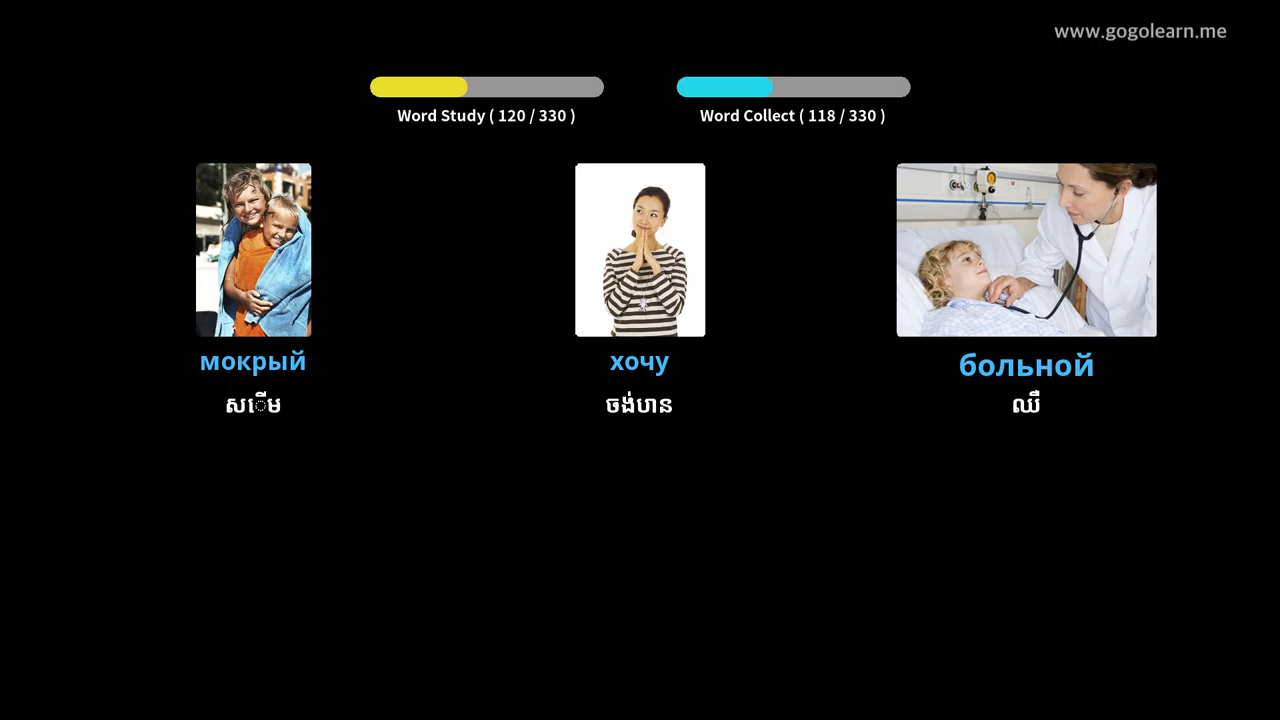 www.gogolearn.me
Word Study ( 120 / 330 )
Word Collect ( 118 / 330 )
мокрый
хочу
больной
សើម
ចង់បាន
ឈឺ